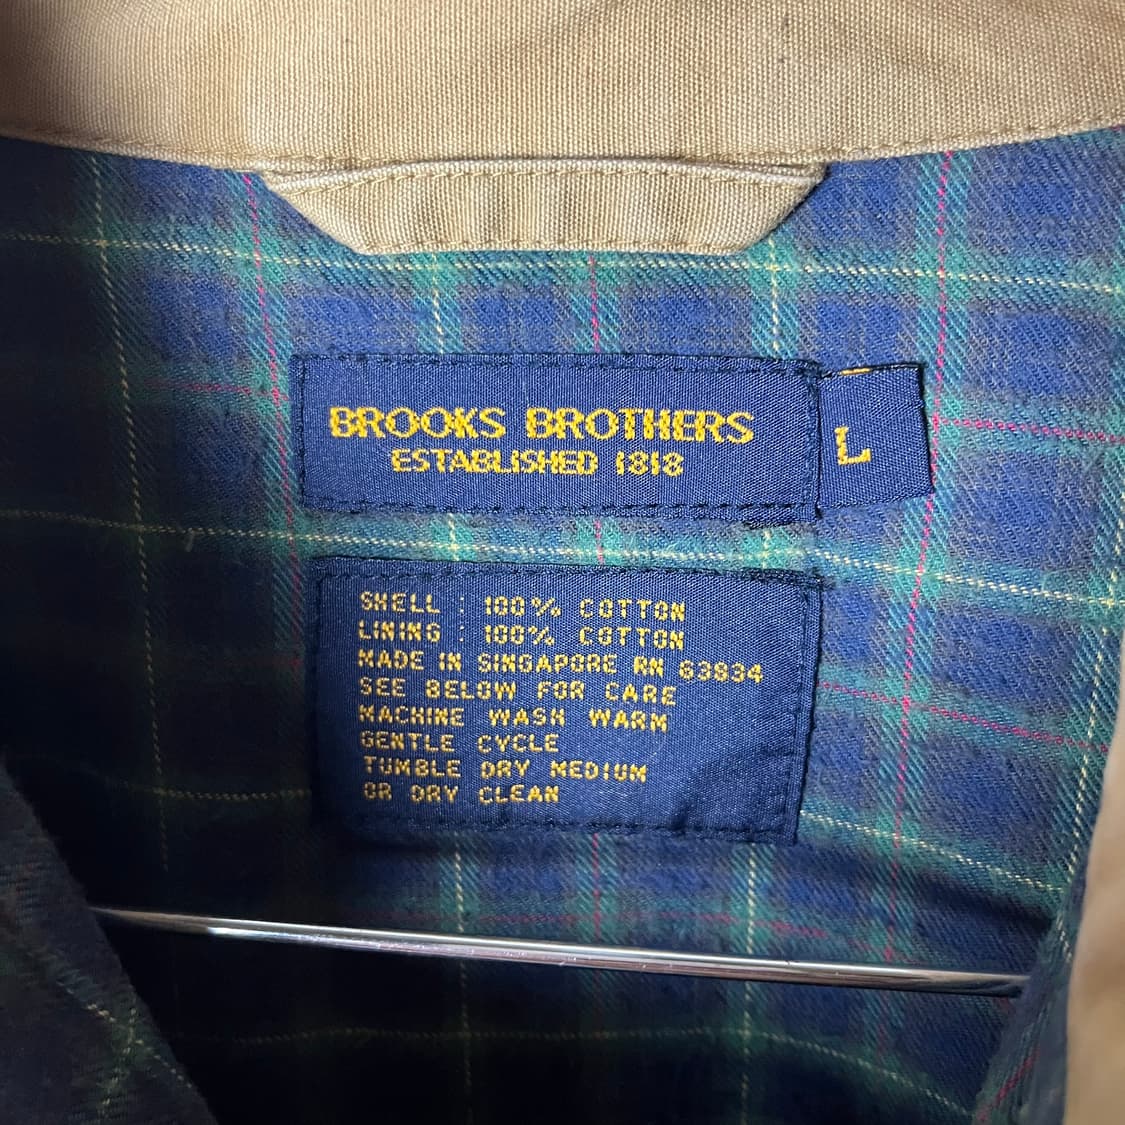 BROOKS BROTHERS
ESTABLISHED 1818
L
SHELL : 100% COTTON
LINING : 100% COTTON
MADE IN SINGAPORE RN 63834
SEE BELOW FOR CARE
MACHINE WASH WARM
GENTLE CYCLE
TUMBLE DRY MEDIUM
OR DRY CLEAN